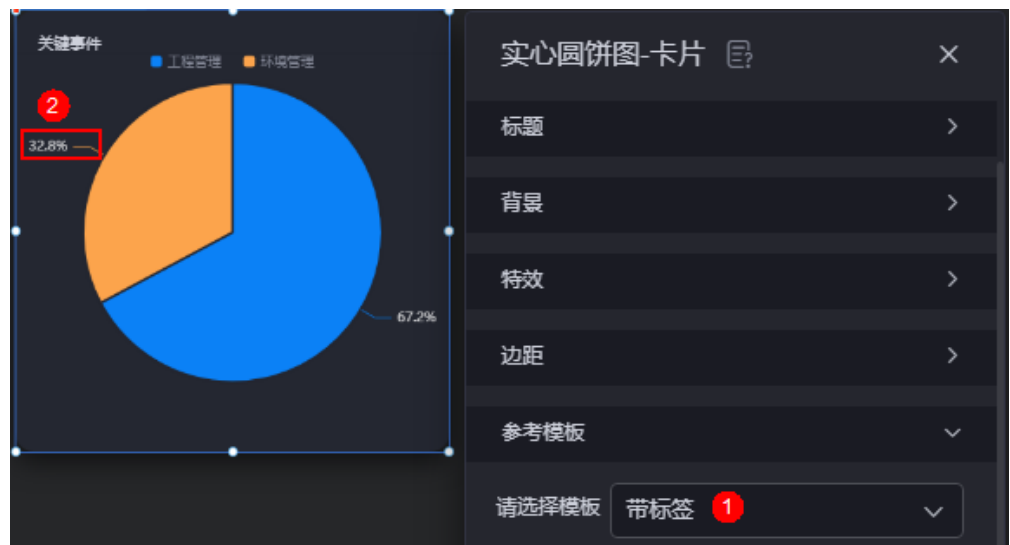 关键事件
工程管理 环境管理
2
32.8%
67.2%
实心圆饼图-卡片
标题
背景
特效
边距
参考模板
请选择模板 带标签 1